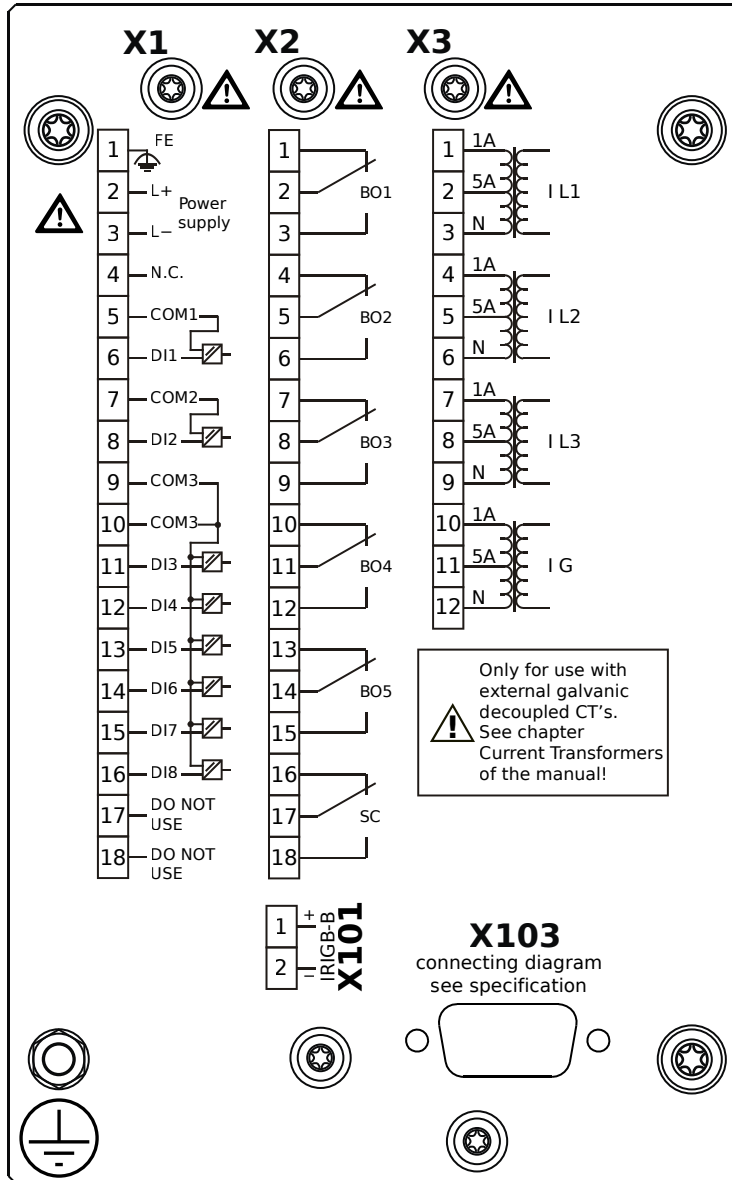 X1
X2
X3
1 FE
2 L+
3 L−
Power
supply
4 N.C.
5 COM1
6 DI1
7 COM2
8 DI2
9 COM3
10 COM3
11 DI3
12 DI4
13 DI5
14 DI6
15 DI7
16 DI8
17 DO NOT
USE
18 DO NOT
USE
1
2 BO1
3
4
5 BO2
6
7
8 BO3
9
10
11 BO4
12
13
14 BO5
15
16
17 SC
18
1 1A
2 5A I L1
3 N
4 1A
5 5A I L2
6 N
7 1A
8 5A I L3
9 N
10 1A
11 5A I G
12 N
Only for use with
external galvanic
decoupled CT's.
See chapter
Current Transformers
of the manual!
1 +
2 −
IRIGB-B
X101
X103
connecting diagram
see specification